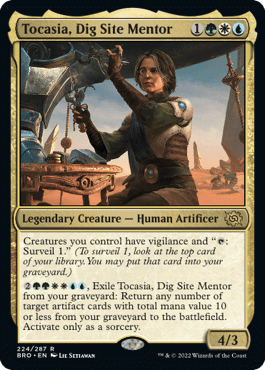 Tocasia, Dig Site Mentor 1
Legendary Creature — Human Artificer
Creatures you control have vigilance and “:
Surveil 1.” (To surveil 1, look at the top card
of your library. You may put that card into your
graveyard.)
2, Exile Tocasia, Dig Site Mentor
from your graveyard: Return any number of
target artifact cards with total mana value 10
or less from your graveyard to the battlefield.
Activate only as a sorcery.
4/3
224/287 R
BRO • EN Lie Setiawan
™ & © 2022 Wizards of the Coast